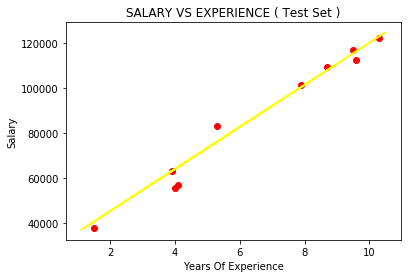 SALARY VS EXPERIENCE ( Test Set )
120000
100000
80000
60000
40000
Salary
2 4 6 8 10
Years Of Experience